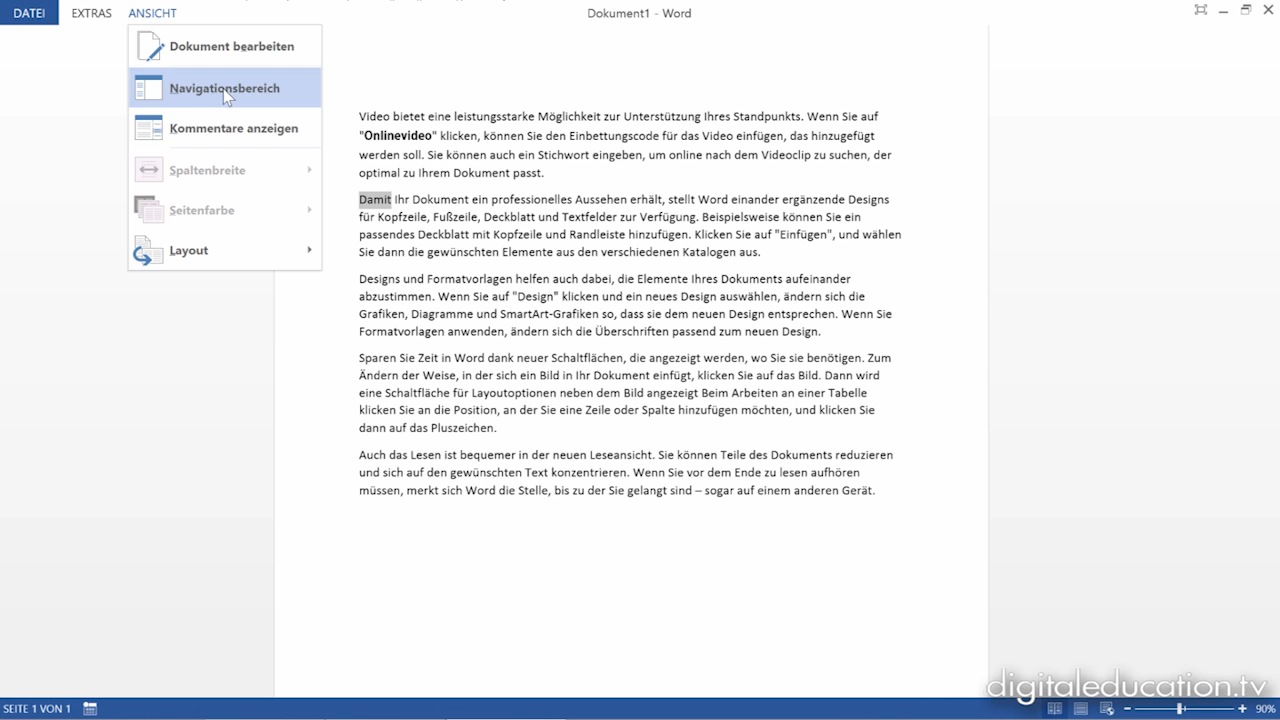 DATEI EXTRAS ANSICHT Dokument1 - Word
Dokument bearbeiten
Navigationsbereich
Kommentare anzeigen
Spaltenbreite
Seitenfarbe
Layout
Video bietet eine leistungsstarke Möglichkeit zur Unterstützung Ihres Standpunkts. Wenn Sie auf
"Onlinevideo" klicken, können Sie den Einbettungscode für das Video einfügen, das hinzugefügt
werden soll. Sie können auch ein Stichwort eingeben, um online nach dem Videoclip zu suchen, der
optimal zu Ihrem Dokument passt.
Damit Ihr Dokument ein professionelles Aussehen erhält, stellt Word einander ergänzende Designs
für Kopfzeile, Fußzeile, Deckblatt und Textfelder zur Verfügung. Beispielsweise können Sie ein
passendes Deckblatt mit Kopfzeile und Randleiste hinzufügen. Klicken Sie auf "Einfügen", und wählen
Sie dann die gewünschten Elemente aus den verschiedenen Katalogen aus.
Designs und Formatvorlagen helfen auch dabei, die Elemente Ihres Dokuments aufeinander
abzustimmen. Wenn Sie auf "Design" klicken und ein neues Design auswählen, ändern sich die
Grafiken, Diagramme und SmartArt-Grafiken so, dass sie dem neuen Design entsprechen. Wenn Sie
Formatvorlagen anwenden, ändern sich die Überschriften passend zum neuen Design.
Sparen Sie Zeit in Word dank neuer Schaltflächen, die angezeigt werden, wo Sie sie benötigen. Zum
Ändern der Weise, in der sich ein Bild in Ihr Dokument einfügt, klicken Sie auf das Bild. Dann wird
eine Schaltfläche für Layoutoptionen neben dem Bild angezeigt Beim Arbeiten an einer Tabelle
klicken Sie an die Position, an der Sie eine Zeile oder Spalte hinzufügen möchten, und klicken Sie
dann auf das Pluszeichen.
Auch das Lesen ist bequemer in der neuen Leseansicht. Sie können Teile des Dokuments reduzieren
und sich auf den gewünschten Text konzentrieren. Wenn Sie vor dem Ende zu lesen aufhören
müssen, merkt sich Word die Stelle, bis zu der Sie gelangt sind – sogar auf einem anderen Gerät.
digitaleducation.tv
SEITE 1 VON 1 90%